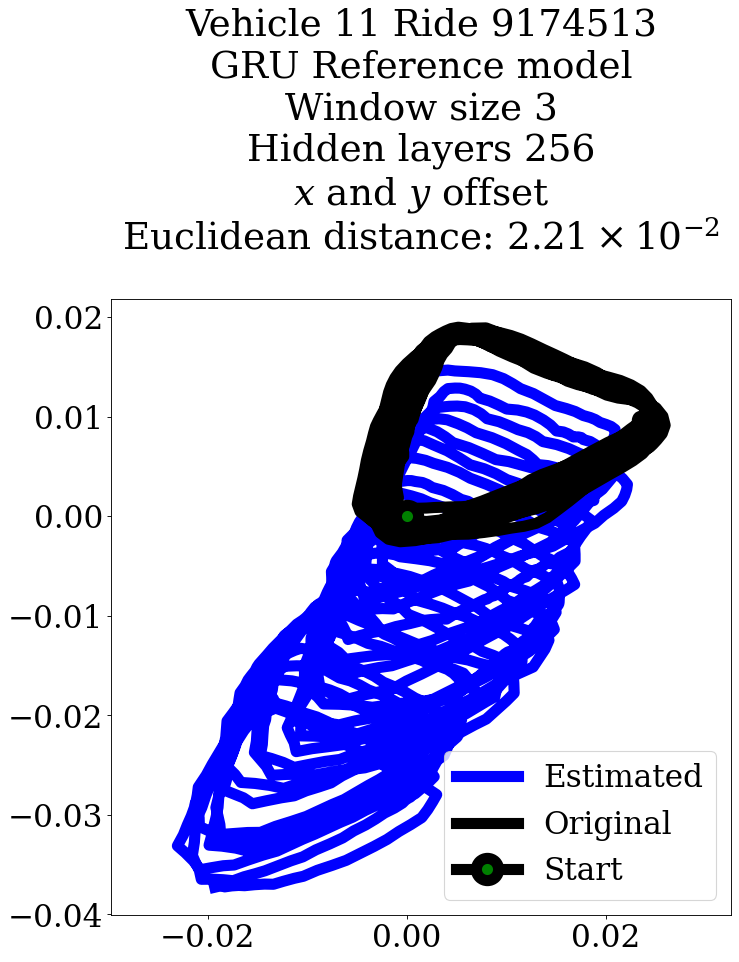 Vehicle 11 Ride 9174513
GRU Reference model
Window size 3
Hidden layers 256
x and y offset
Euclidean distance: 2.21 × 10⁻²
0.02
0.01
0.00
−0.01
−0.02
−0.03
−0.04
−0.02 0.00 0.02
Estimated
Original
Start